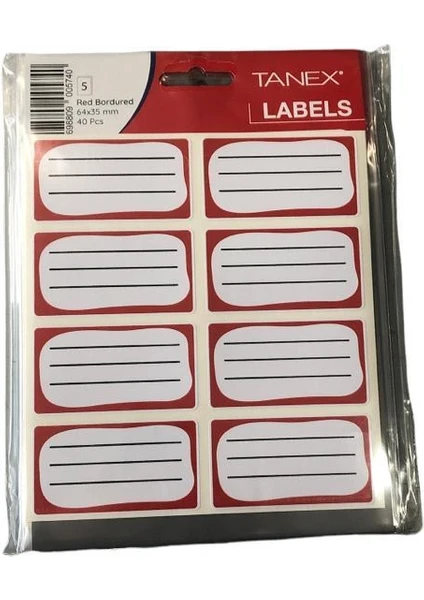 5
Red Bordured
64x35 mm
40 Pcs
TANEX®
LABELS